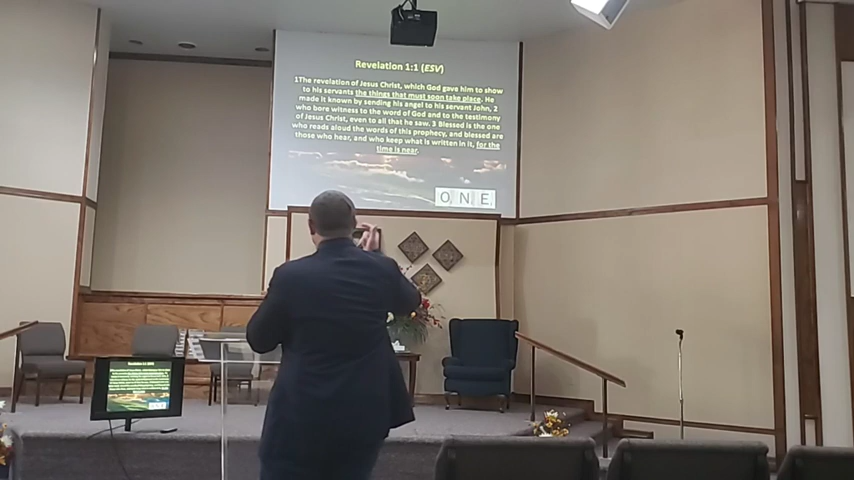 Revelation 1:1 (ESV)
1The revelation of Jesus Christ, which God gave him to show
to his servants the things that must soon take place. He
made it known by sending his angel to his servant John, 2
who bore witness to the word of God and to the testimony
of Jesus Christ, even to all that he saw. 3 Blessed is the one
who reads aloud the words of this prophecy, and blessed are
those who hear, and who keep what is written in it, for the
time is near.
ONE